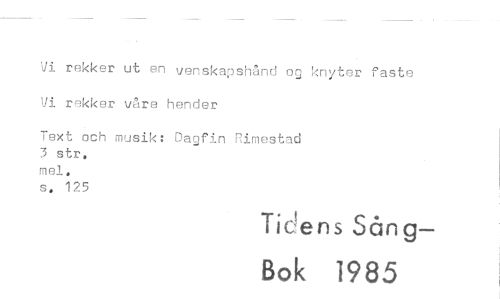 Vi rekker ut en venskapshånd og knyter faste
Vi rekker våre hender
Text och musik: Dagfin Rimestad
3 str.
mel.
s. 125
Tidens Sång-
Bok 1985